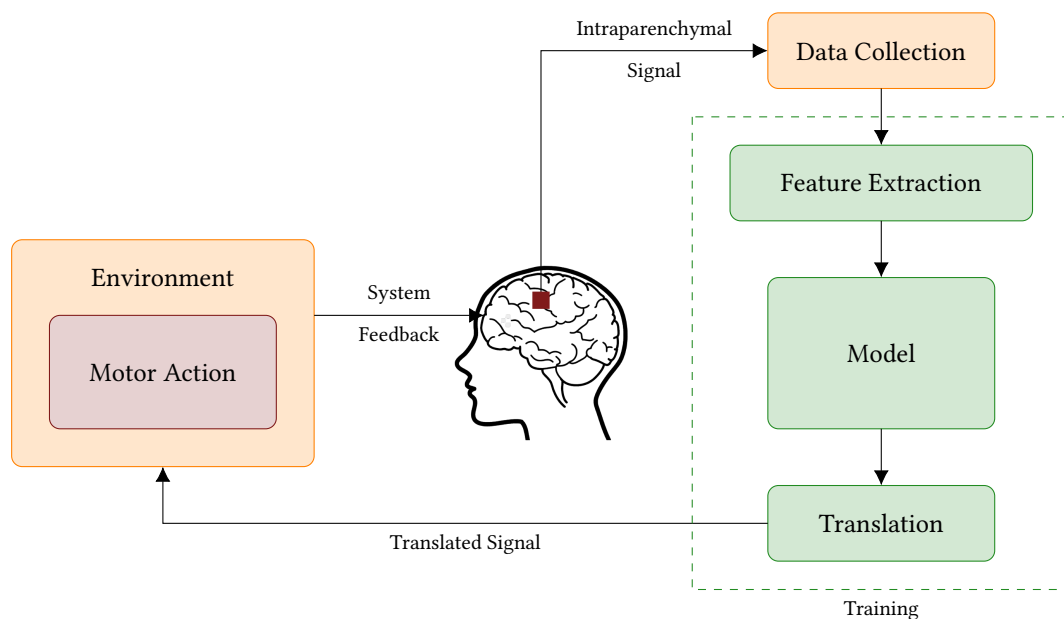 Intraparenchymal
Signal
Data Collection
Feature Extraction
Environment
System
Feedback
Motor Action
Model
Translation
Translated Signal
Training